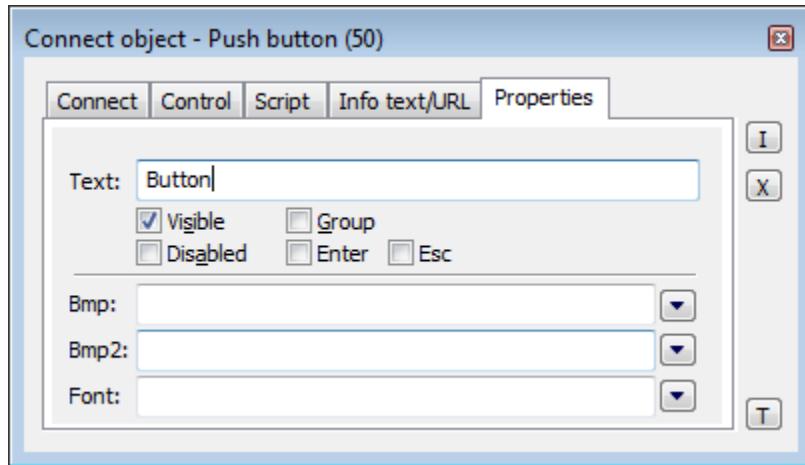 Connect object - Push button (50)
Connect Control Script Info text/URL Properties
I
Text: Button
X
Visible Group
Disabled Enter Esc
Bmp:
Bmp2:
Font:
T